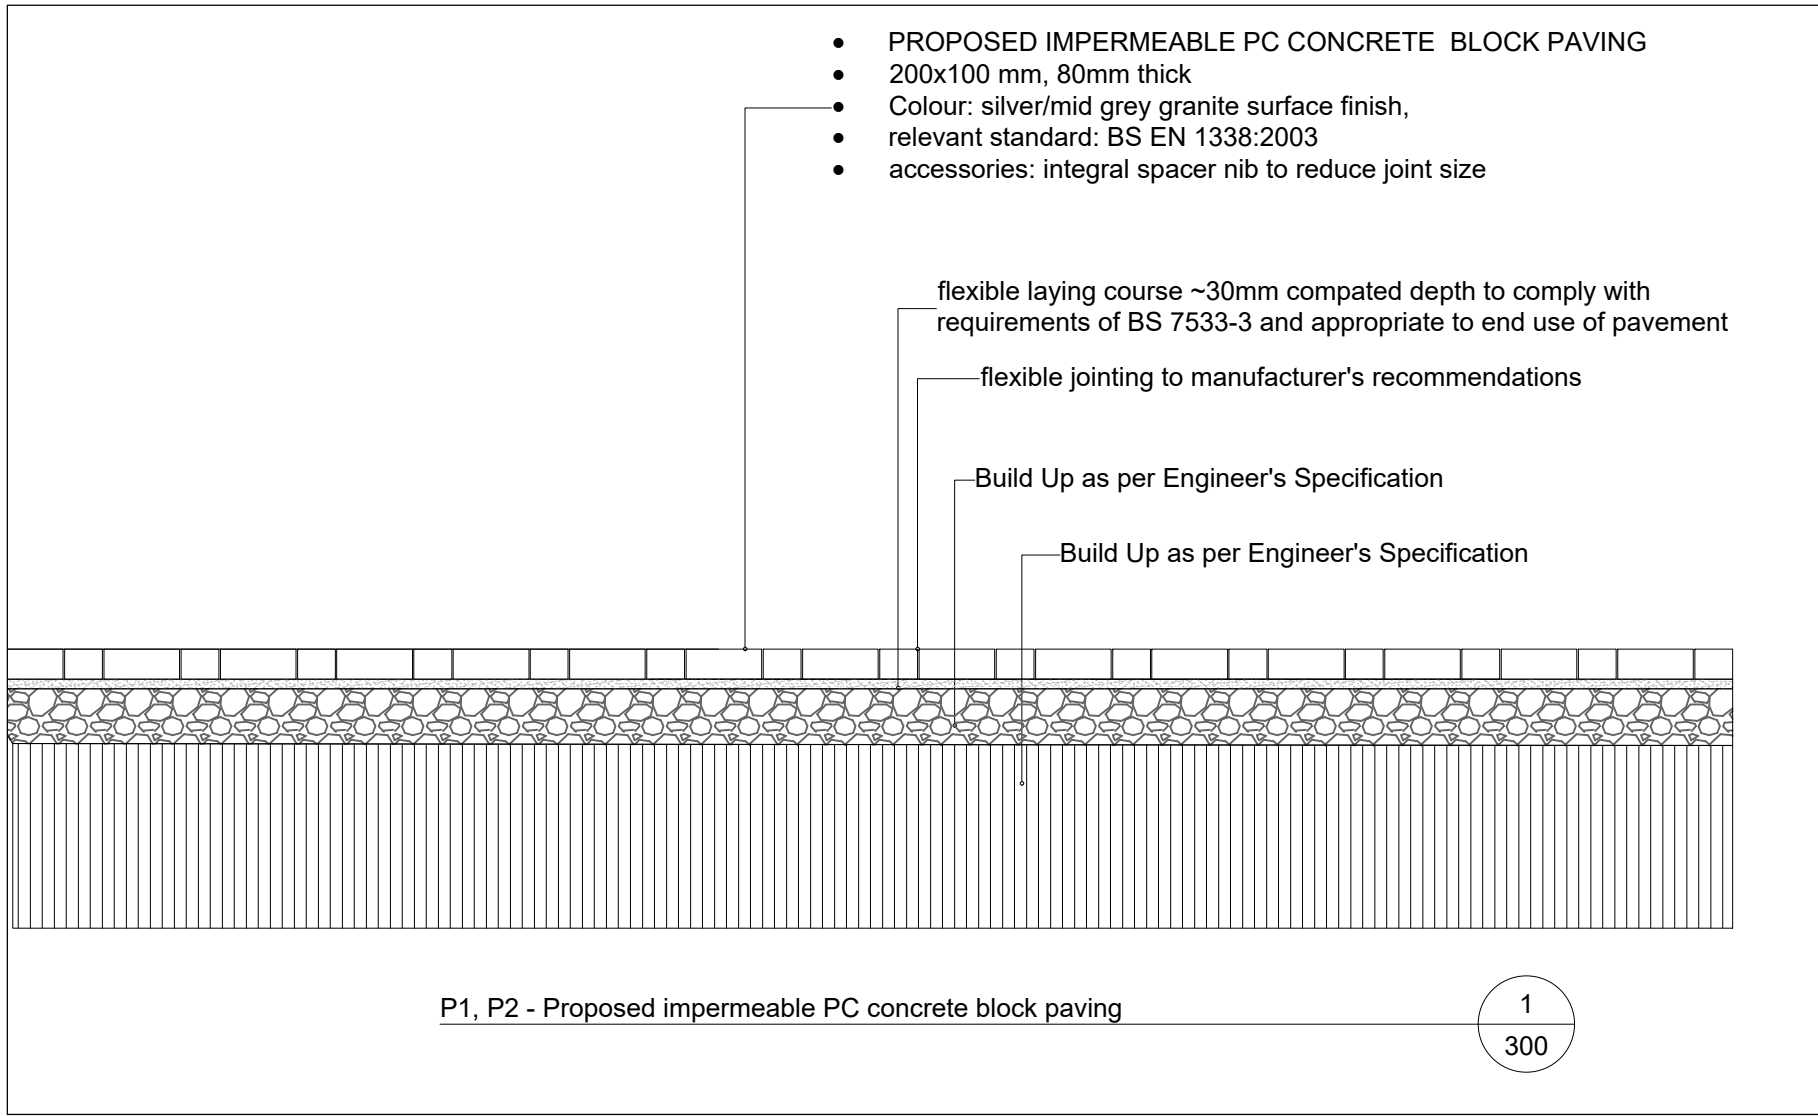 • PROPOSED IMPERMEABLE PC CONCRETE BLOCK PAVING
• 200x100 mm, 80mm thick
• Colour: silver/mid grey granite surface finish,
• relevant standard: BS EN 1338:2003
• accessories: integral spacer nib to reduce joint size
flexible laying course ~30mm compated depth to comply with
requirements of BS 7533-3 and appropriate to end use of pavement
flexible jointing to manufacturer's recommendations
Build Up as per Engineer's Specification
Build Up as per Engineer's Specification
P1, P2 - Proposed impermeable PC concrete block paving
1
300